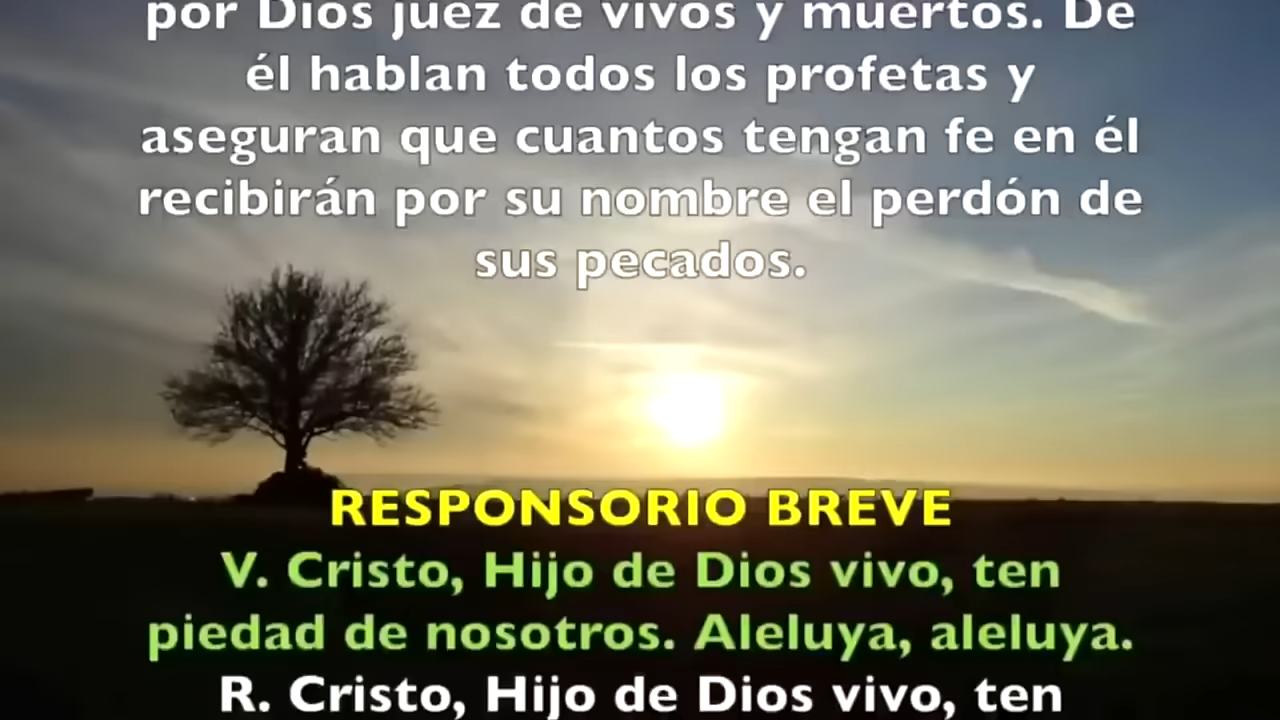 por Dios juez de vivos y muertos. De
él hablan todos los profetas y
aseguran que cuantos tengan fe en él
recibirán por su nombre el perdón de
sus pecados.
RESPONSORIO BREVE
V. Cristo, Hijo de Dios vivo, ten
piedad de nosotros. Aleluya, aleluya.
R. Cristo, Hijo de Dios vivo, ten